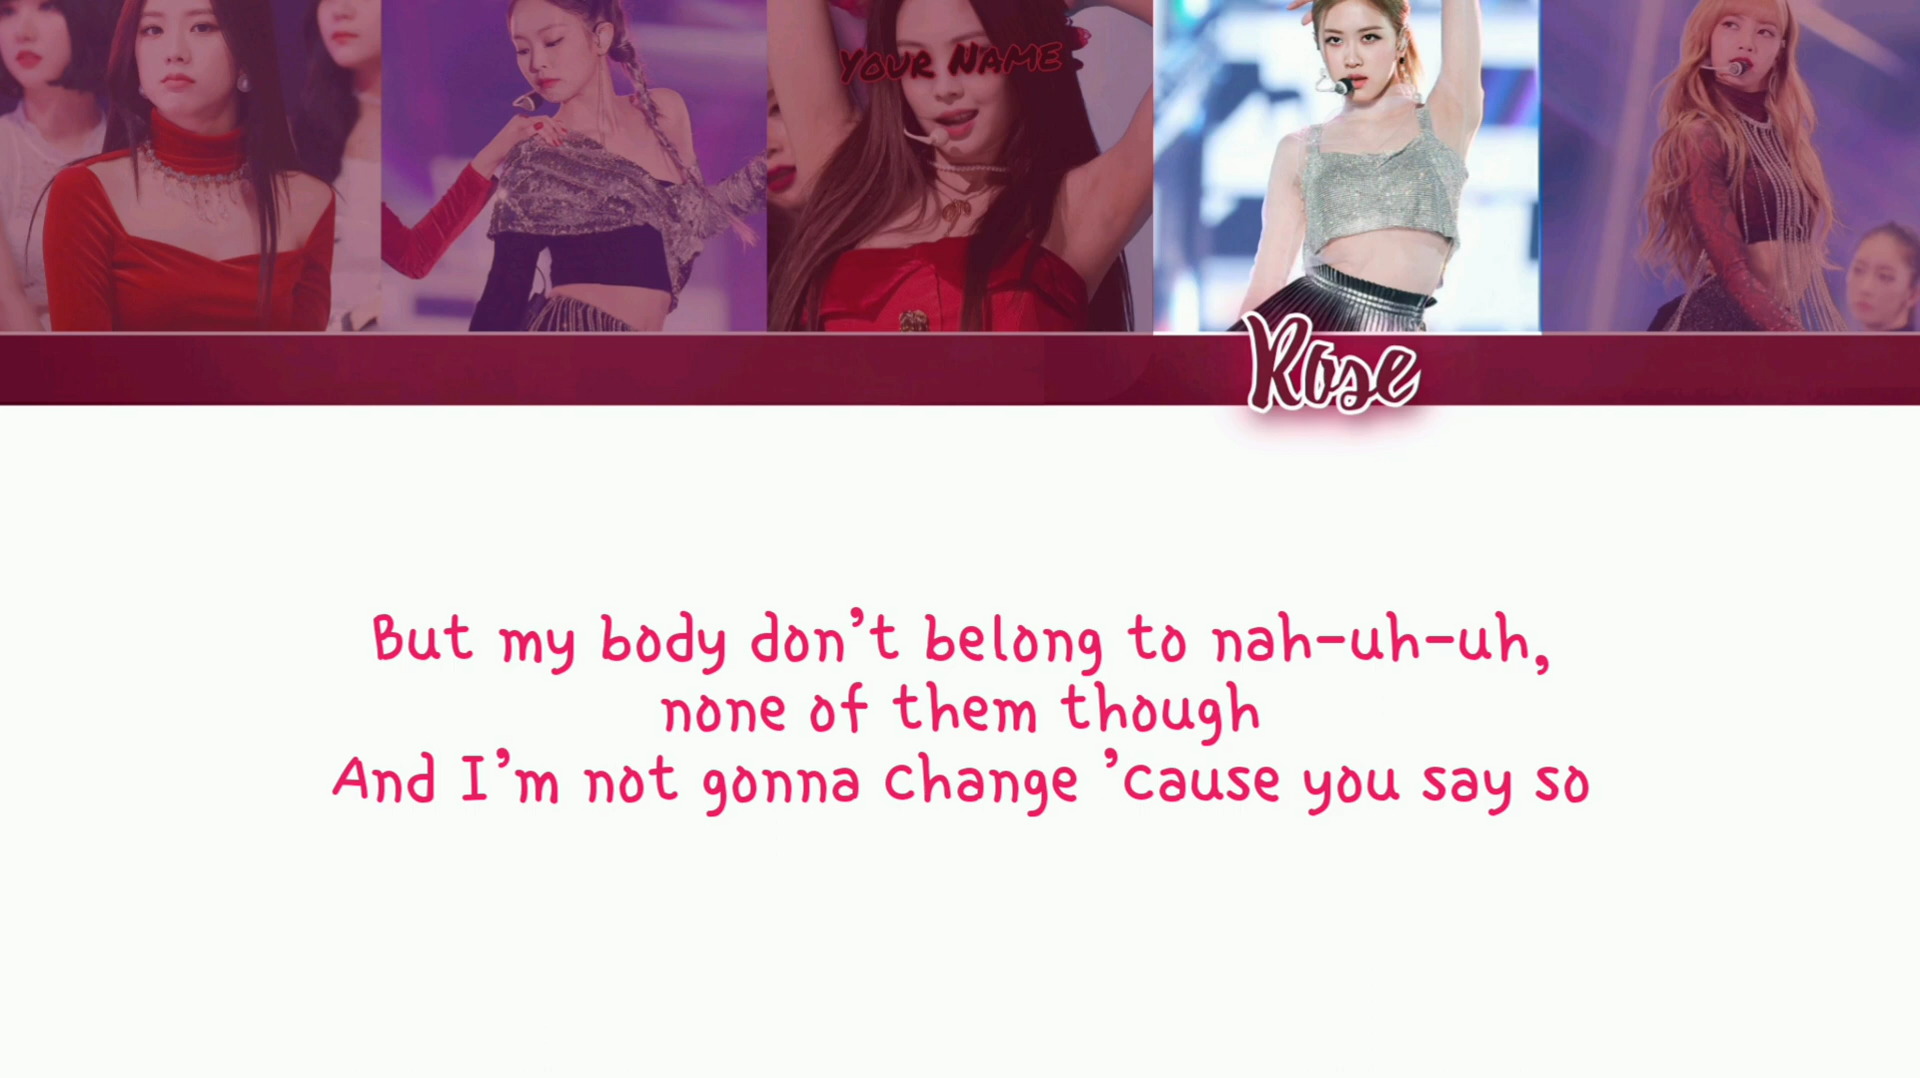 Your Name
Rose
But my body don't belong to nah-uh-uh,
none of them though
And I'm not gonna change 'cause you say so